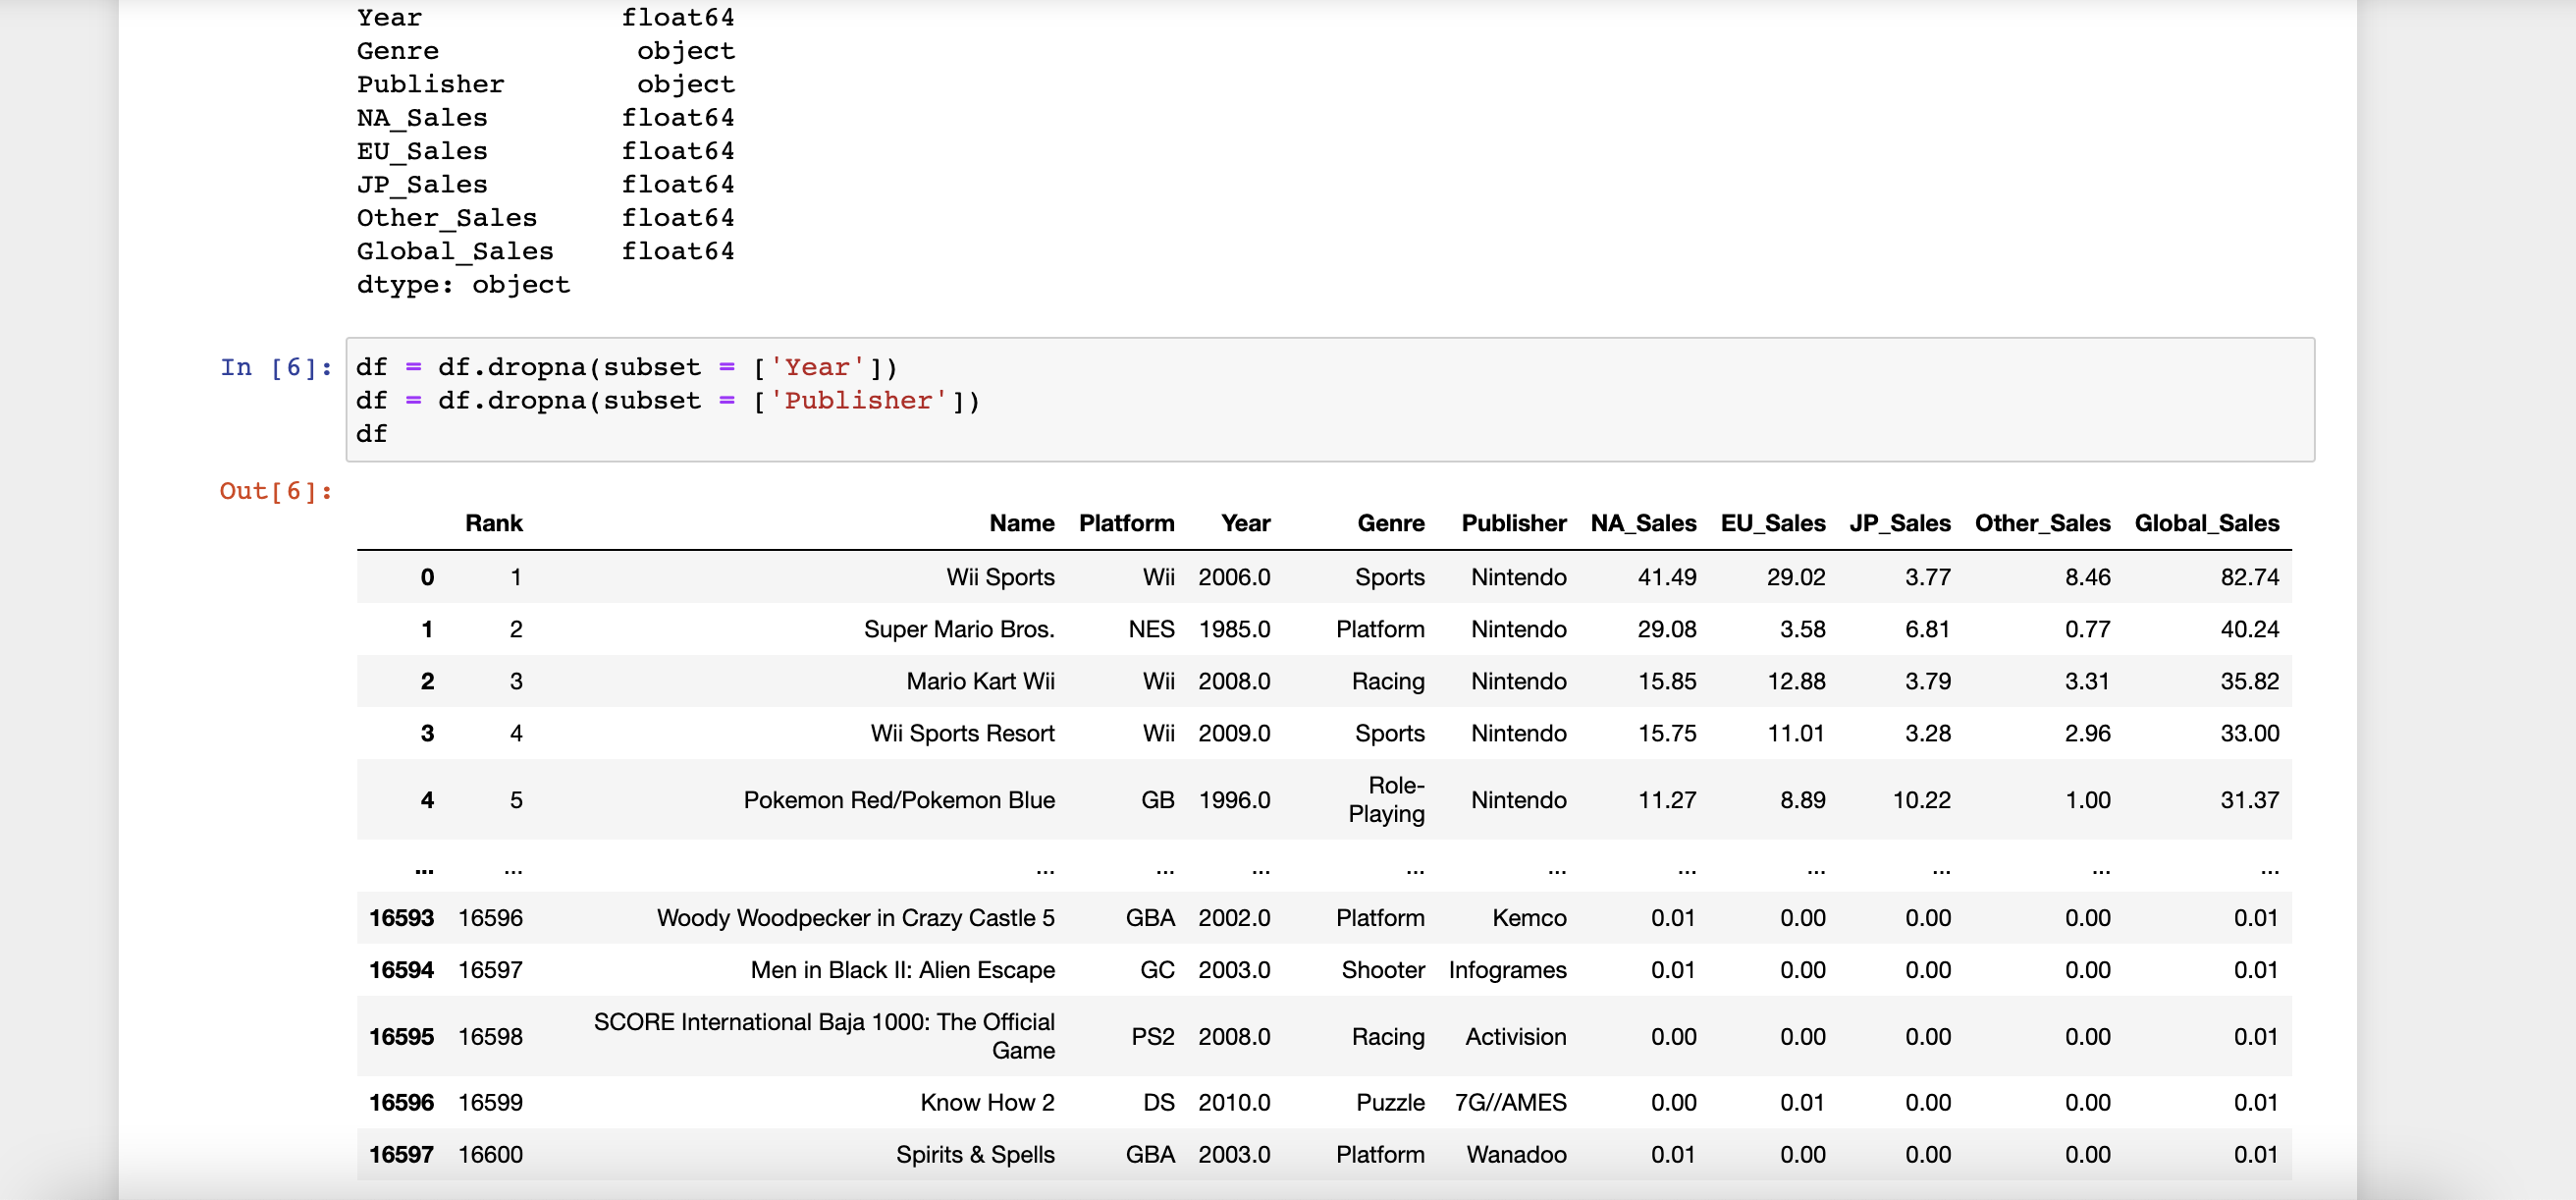 Year float64
Genre object
Publisher object
NA_Sales float64
EU_Sales float64
JP_Sales float64
Other_Sales float64
Global_Sales float64
dtype: object
In [6]: df = df.dropna(subset = ['Year'])
df = df.dropna(subset = ['Publisher'])
df
Out[6]:
Rank Name Platform Year Genre Publisher NA_Sales EU_Sales JP_Sales Other_Sales Global_Sales
0 1 Wii Sports Wii 2006.0 Sports Nintendo 41.49 29.02 3.77 8.46 82.74
1 2 Super Mario Bros. NES 1985.0 Platform Nintendo 29.08 3.58 6.81 0.77 40.24
2 3 Mario Kart Wii Wii 2008.0 Racing Nintendo 15.85 12.88 3.79 3.31 35.82
3 4 Wii Sports Resort Wii 2009.0 Sports Nintendo 15.75 11.01 3.28 2.96 33.00
4 5 Pokemon Red/Pokemon Blue GB 1996.0 Role-
Playing Nintendo 11.27 8.89 10.22 1.00 31.37
... ... ... ... ... ... ... ... ... ... ... ...
16593 16596 Woody Woodpecker in Crazy Castle 5 GBA 2002.0 Platform Kemco 0.01 0.00 0.00 0.00 0.01
16594 16597 Men in Black II: Alien Escape GC 2003.0 Shooter Infogrames 0.01 0.00 0.00 0.00 0.01
16595 16598 SCORE International Baja 1000: The Official
Game PS2 2008.0 Racing Activision 0.00 0.00 0.00 0.00 0.01
16596 16599 Know How 2 DS 2010.0 Puzzle 7G//AMES 0.00 0.01 0.00 0.00 0.01
16597 16600 Spirits & Spells GBA 2003.0 Platform Wanadoo 0.01 0.00 0.00 0.00 0.01